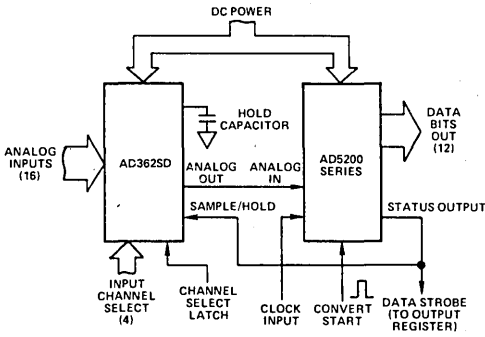 DC POWER
HOLD
CAPACITOR
AD362SD
AD5200
SERIES
DATA
BITS
OUT
(12)
ANALOG
INPUTS
(16)
ANALOG
OUT
ANALOG
IN
SAMPLE/HOLD
STATUS OUTPUT
INPUT
CHANNEL
SELECT
(4)
CHANNEL
SELECT
LATCH
CLOCK
INPUT
CONVERT
START
DATA STROBE
(TO OUTPUT
REGISTER)